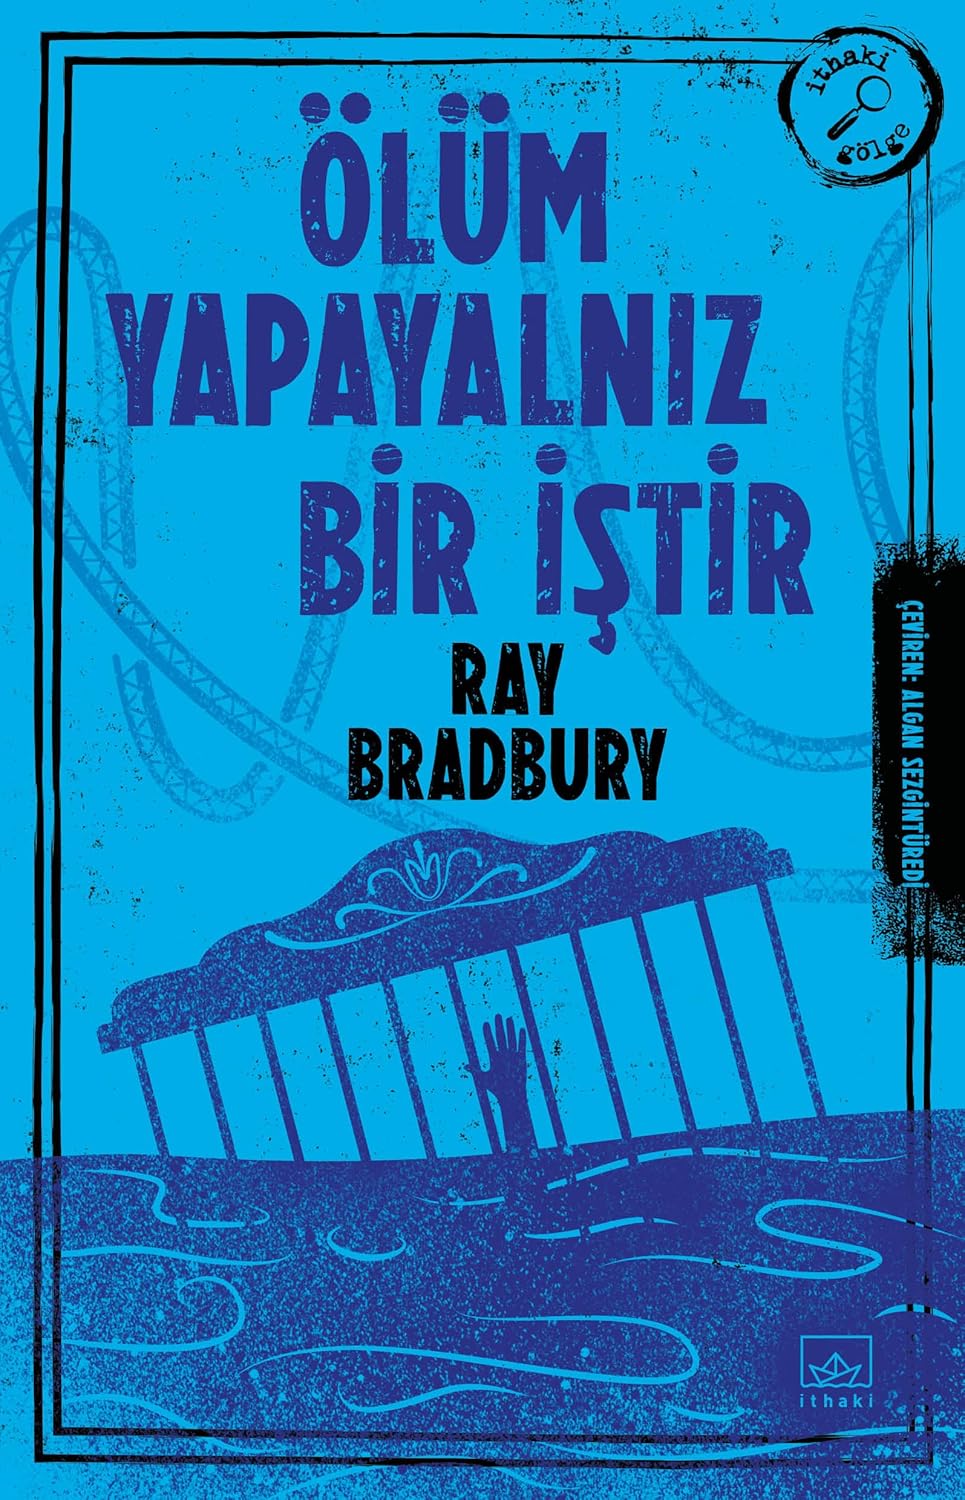 ithaki
gölge
ÖLÜM
YAPAYALNIZ
BİR İŞTİR
RAY
BRADBURY
ÇEVİREN: ALGAN SEZGİNTÜREDİ
ithaki